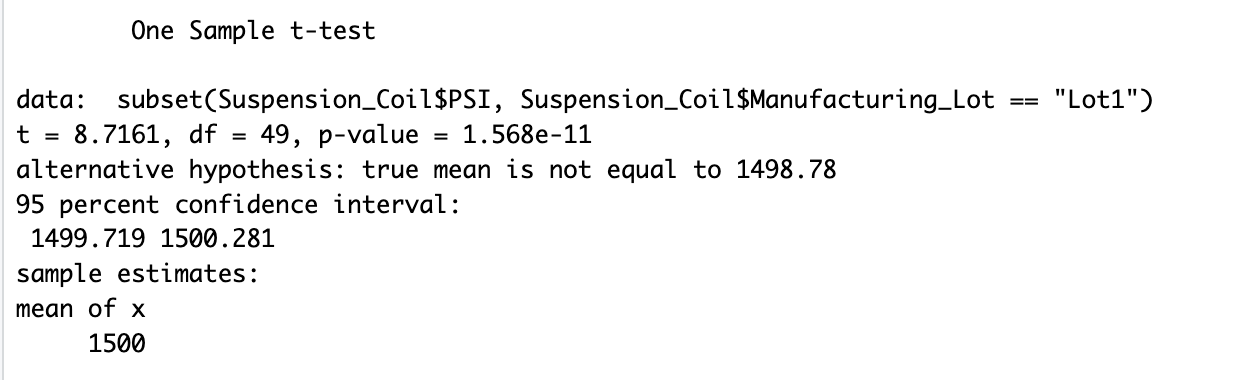 One Sample t-test
data:  subset(Suspension_Coil$PSI, Suspension_Coil$Manufacturing_Lot == "Lot1")
t = 8.7161, df = 49, p-value = 1.568e-11
alternative hypothesis: true mean is not equal to 1498.78
95 percent confidence interval:
1499.719 1500.281
sample estimates:
mean of x
1500